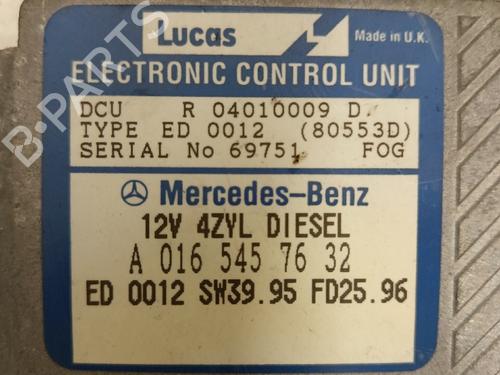 Lucas
Made in U.K.
ELECTRONIC CONTROL UNIT
DCU R 04010009 D
TYPE ED 0012 (80553D)
SERIAL No 69751 FOG
Mercedes-Benz
12V 4ZYL DIESEL
A 016 545 76 32
ED 0012 SW39.95 FD25.96
B-PARTS